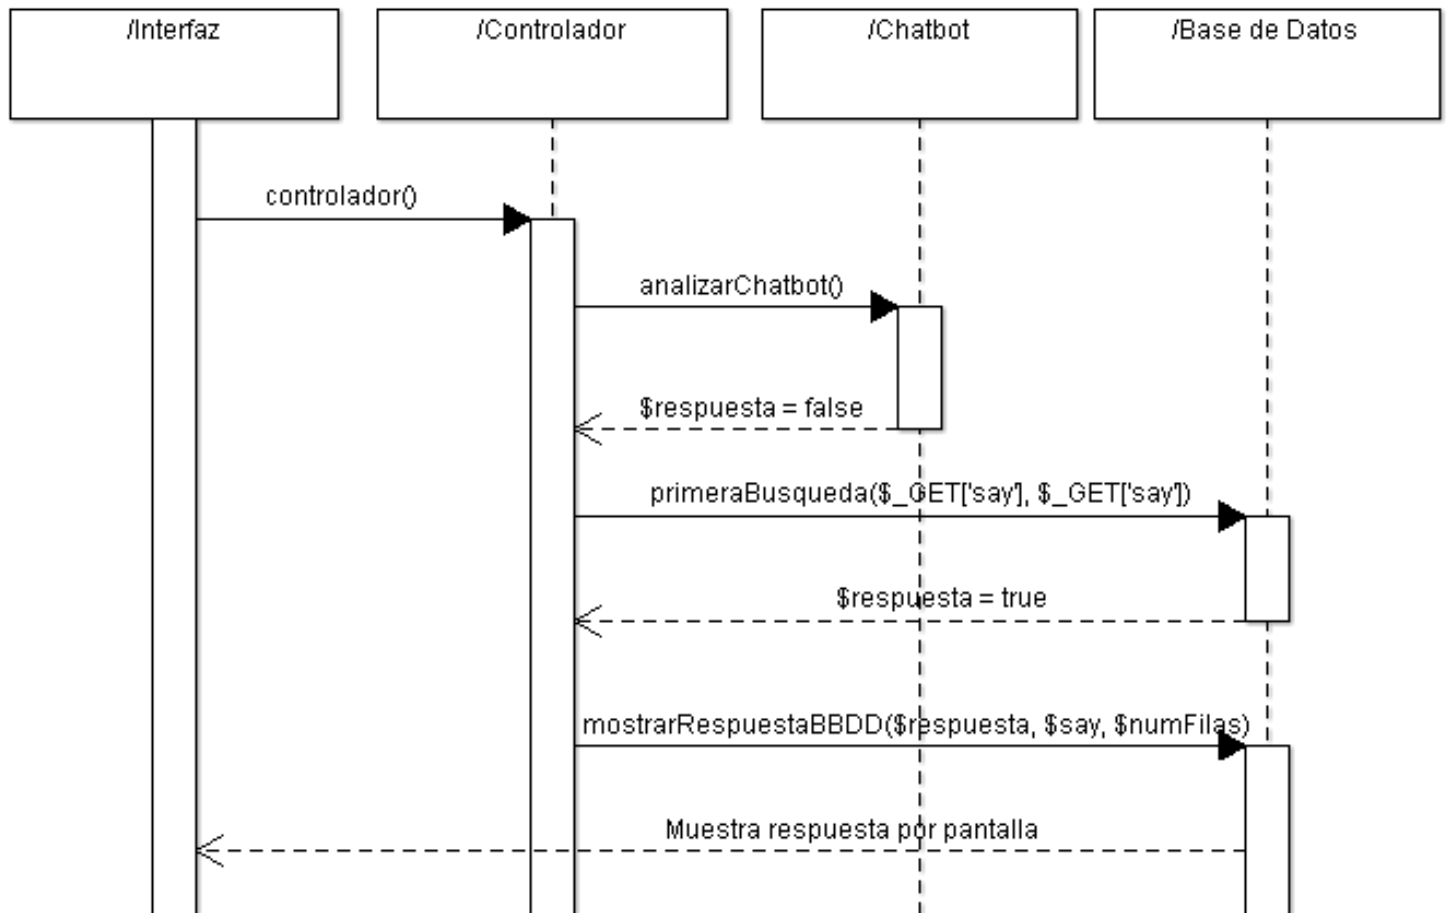 /Interfaz
/Controlador
/Chatbot
/Base de Datos
controlador()
analizarChatbot()
$respuesta = false
primeraBusqueda($_GET['say'], $_GET['say'])
$respuesta = true
mostrarRespuestaBBDD($respuesta, $say, $numFilas)
Muestra respuesta por pantalla